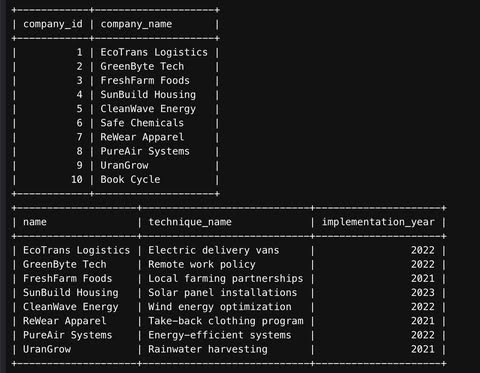 +------------+--------------------+
| company_id | company_name       |
+------------+--------------------+
|          1 | EcoTrans Logistics |
|          2 | GreenByte Tech     |
|          3 | FreshFarm Foods    |
|          4 | SunBuild Housing   |
|          5 | CleanWave Energy   |
|          6 | Safe Chemicals     |
|          7 | ReWear Apparel     |
|          8 | PureAir Systems    |
|          9 | UranGrow           |
|         10 | Book Cycle         |
+------------+--------------------+
+--------------------+---------------------------+---------------------+
| name               | technique_name            | implementation_year |
+--------------------+---------------------------+---------------------+
| EcoTrans Logistics | Electric delivery vans    |                2022 |
| GreenByte Tech     | Remote work policy        |                2022 |
| FreshFarm Foods    | Local farming partnerships |                2021 |
| SunBuild Housing   | Solar panel installations |                2023 |
| CleanWave Energy   | Wind energy optimization  |                2022 |
| ReWear Apparel     | Take-back clothing program |                2021 |
| PureAir Systems    | Energy-efficient systems  |                2022 |
| UranGrow           | Rainwater harvesting      |                2021 |
+--------------------+---------------------------+---------------------+